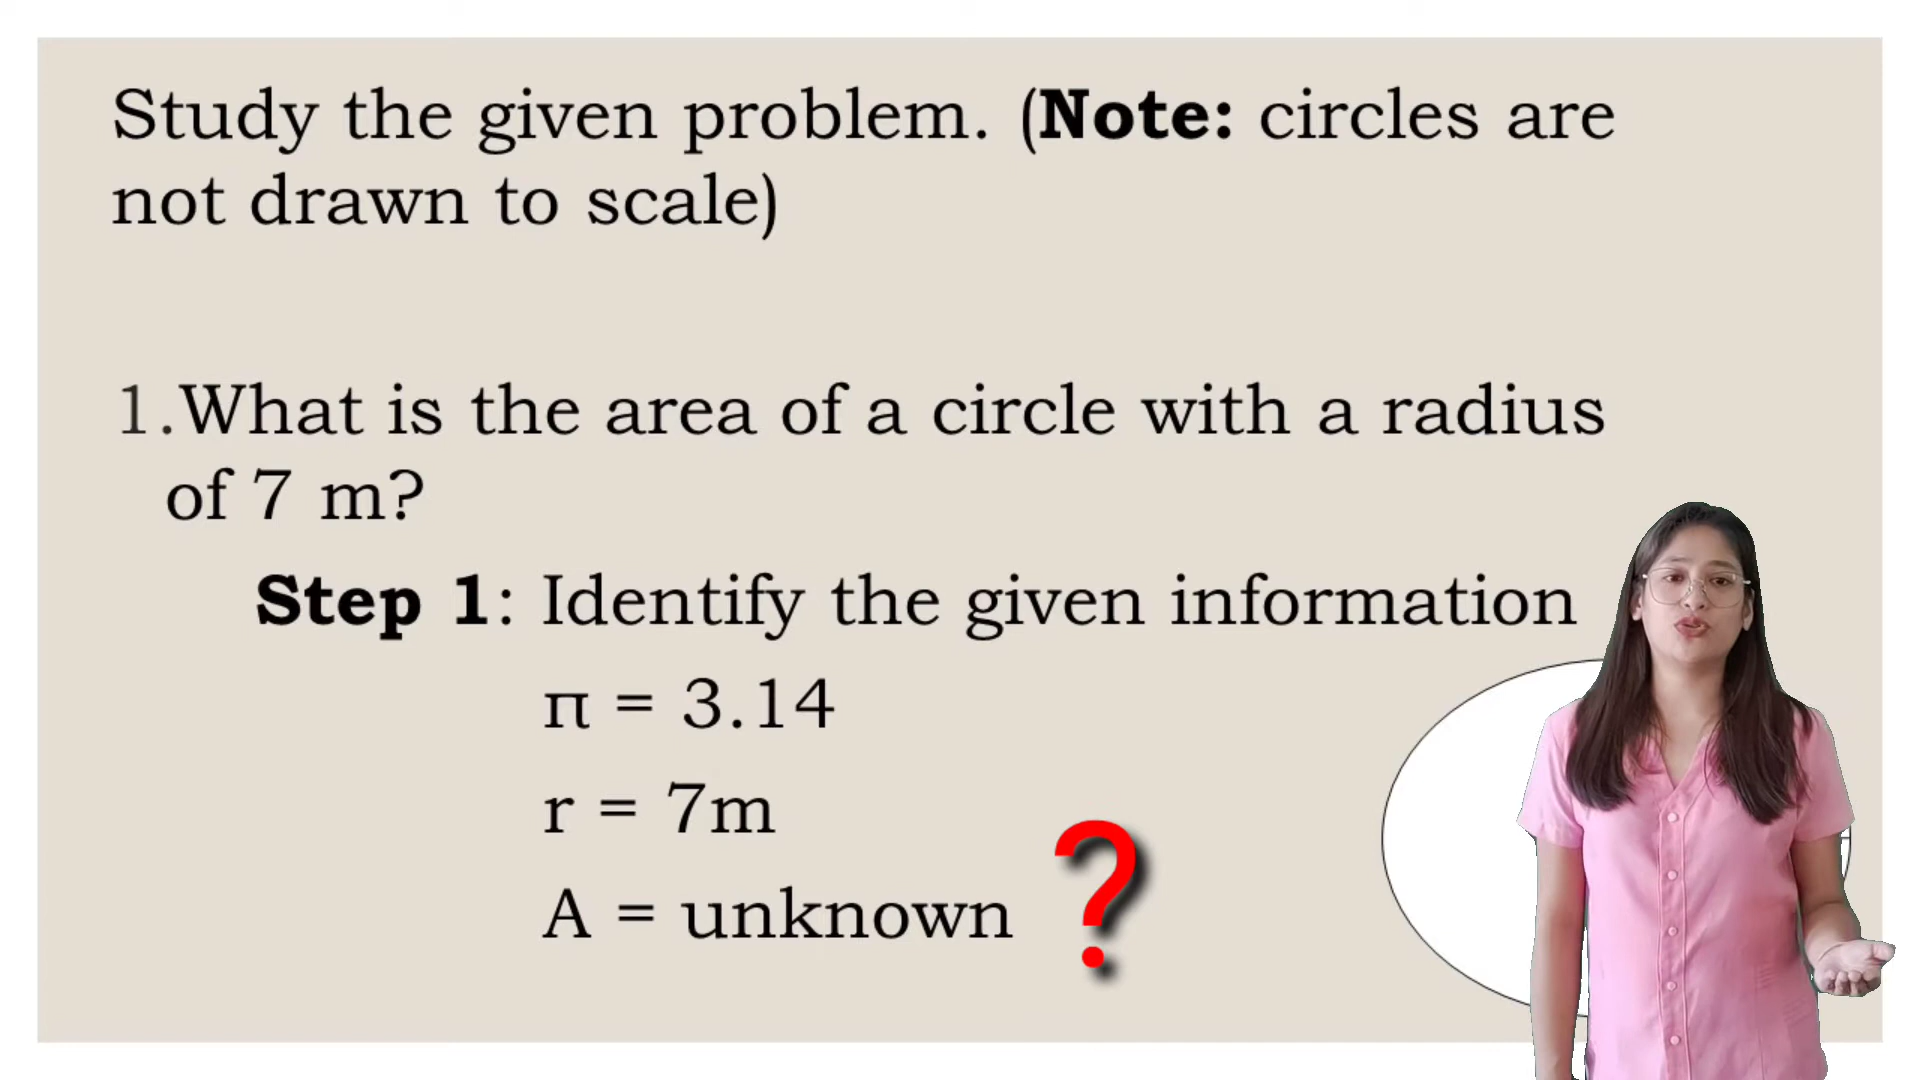 Study the given problem. (Note: circles are
not drawn to scale)
1.What is the area of a circle with a radius
of 7 m?
Step 1: Identify the given information
π = 3.14
r = 7m
A = unknown ?